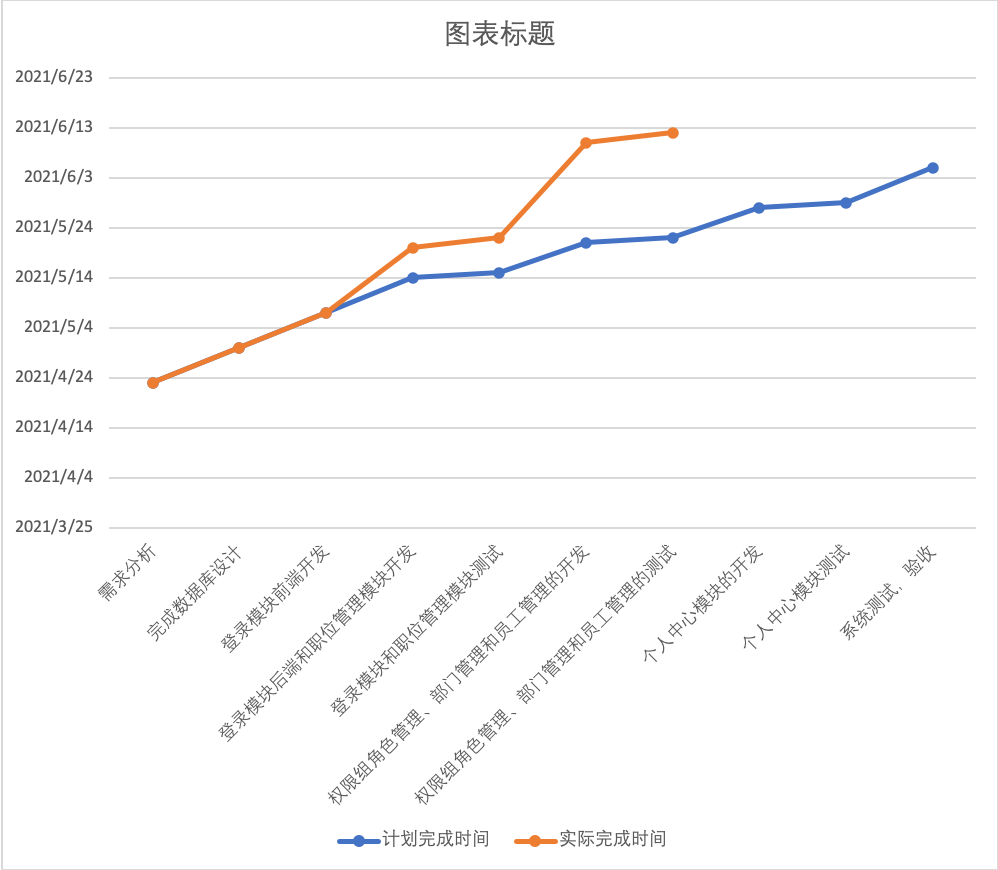 图表标题
2021/6/23
2021/6/13
2021/6/3
2021/5/24
2021/5/14
2021/5/4
2021/4/24
2021/4/14
2021/4/4
2021/3/25
需求分析
完成数据库设计
登录模块前端开发
登录模块后端和职位管理模块开发
登录模块和职位管理模块测试
权限组角色管理、部门管理和员工管理的开发
权限组角色管理、部门管理和员工管理的测试
个人中心模块的开发
个人中心模块测试
系统测试，验收
计划完成时间
实际完成时间